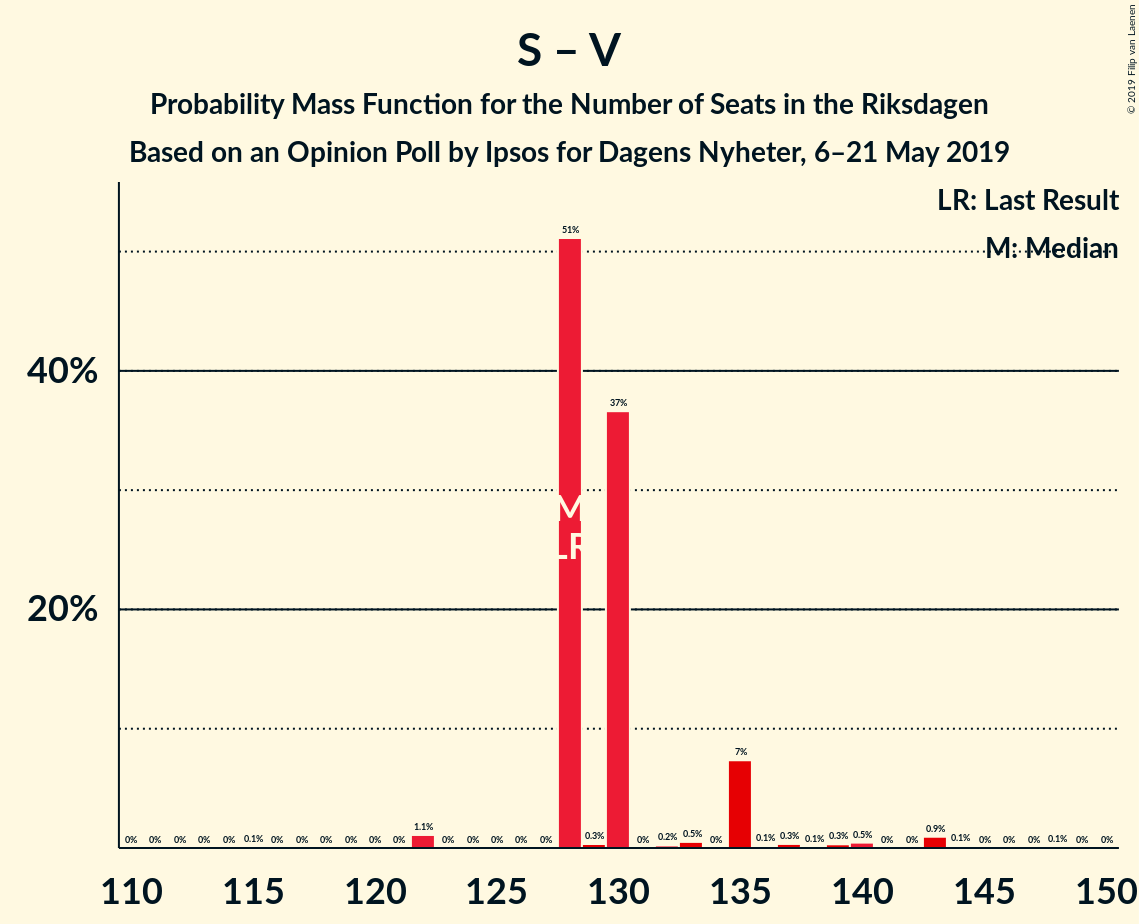 S – V
Probability Mass Function for the Number of Seats in the Riksdagen
Based on an Opinion Poll by Ipsos for Dagens Nyheter, 6–21 May 2019
© 2019 Filip van Laenen
LR: Last Result
M: Median
40%
20%
0% 0% 0% 0% 0% 0.1% 0% 0% 0% 0% 0% 0% 1.1% 0% 0% 0% 0% 0% 51% 0.3% 37% 0% 0.2% 0.5% 0% 7% 0.1% 0.3% 0.1% 0.3% 0.5% 0% 0% 0.9% 0.1% 0% 0% 0% 0.1% 0% 0%
M
LR
110 115 120 125 130 135 140 145 150